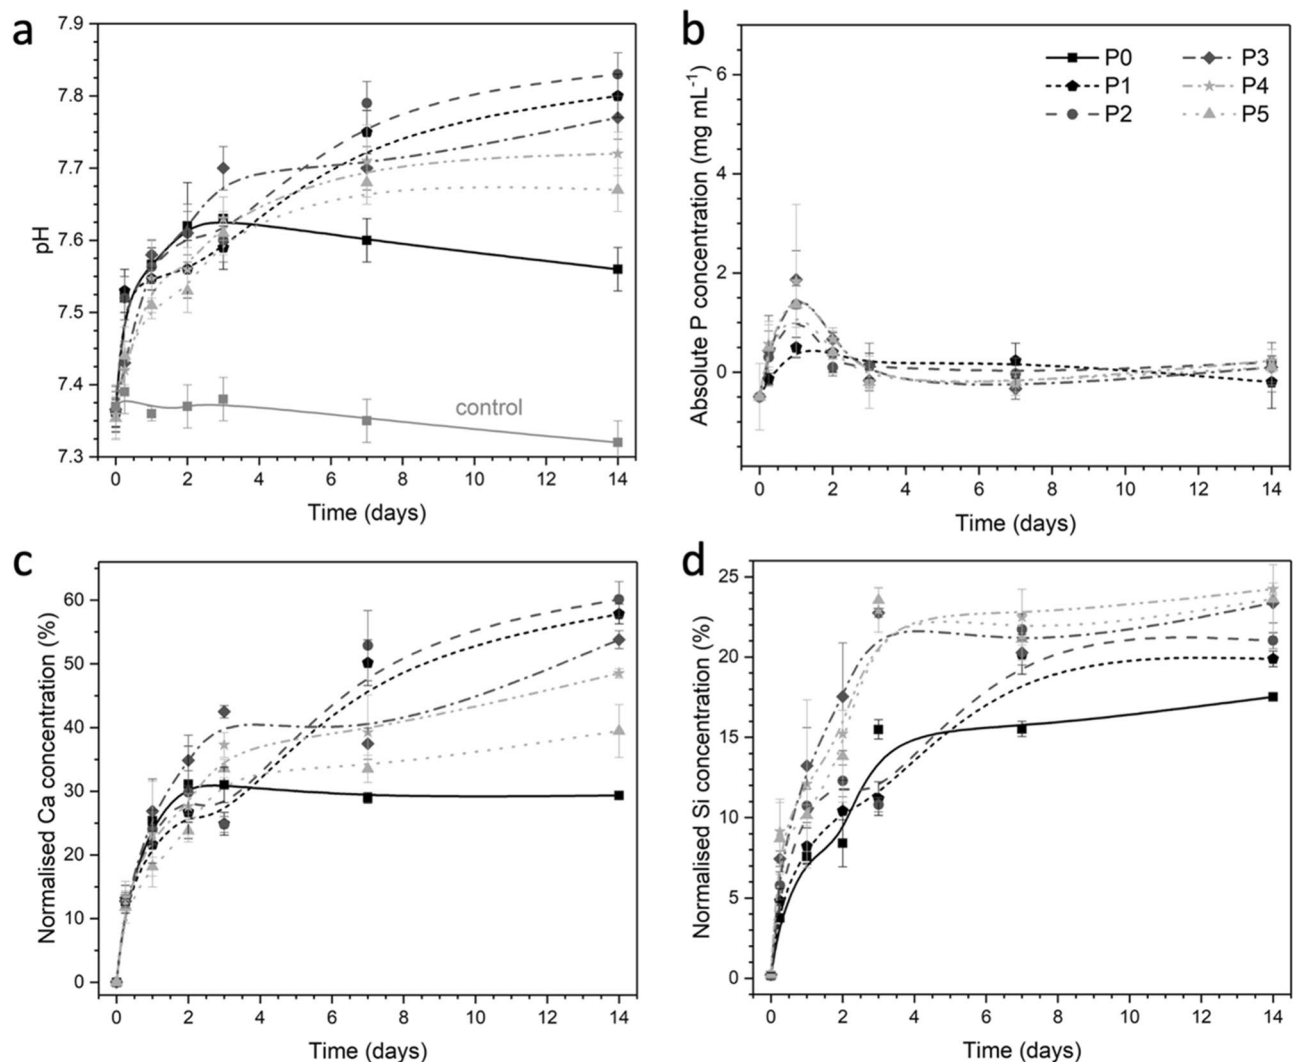 a
7.9
7.8
7.7
7.6
7.5
7.4
7.3
pH
control
0 2 4 6 8 10 12 14
Time (days)
b
6
4
2
0
Absolute P concentration (mg mL⁻¹)
P0 P3
P1 P4
P2 P5
0 2 4 6 8 10 12 14
Time (days)
c
60
50
40
30
20
10
0
Normalised Ca concentration (%)
0 2 4 6 8 10 12 14
Time (days)
d
25
20
15
10
5
0
Normalised Si concentration (%)
0 2 4 6 8 10 12 14
Time (days)